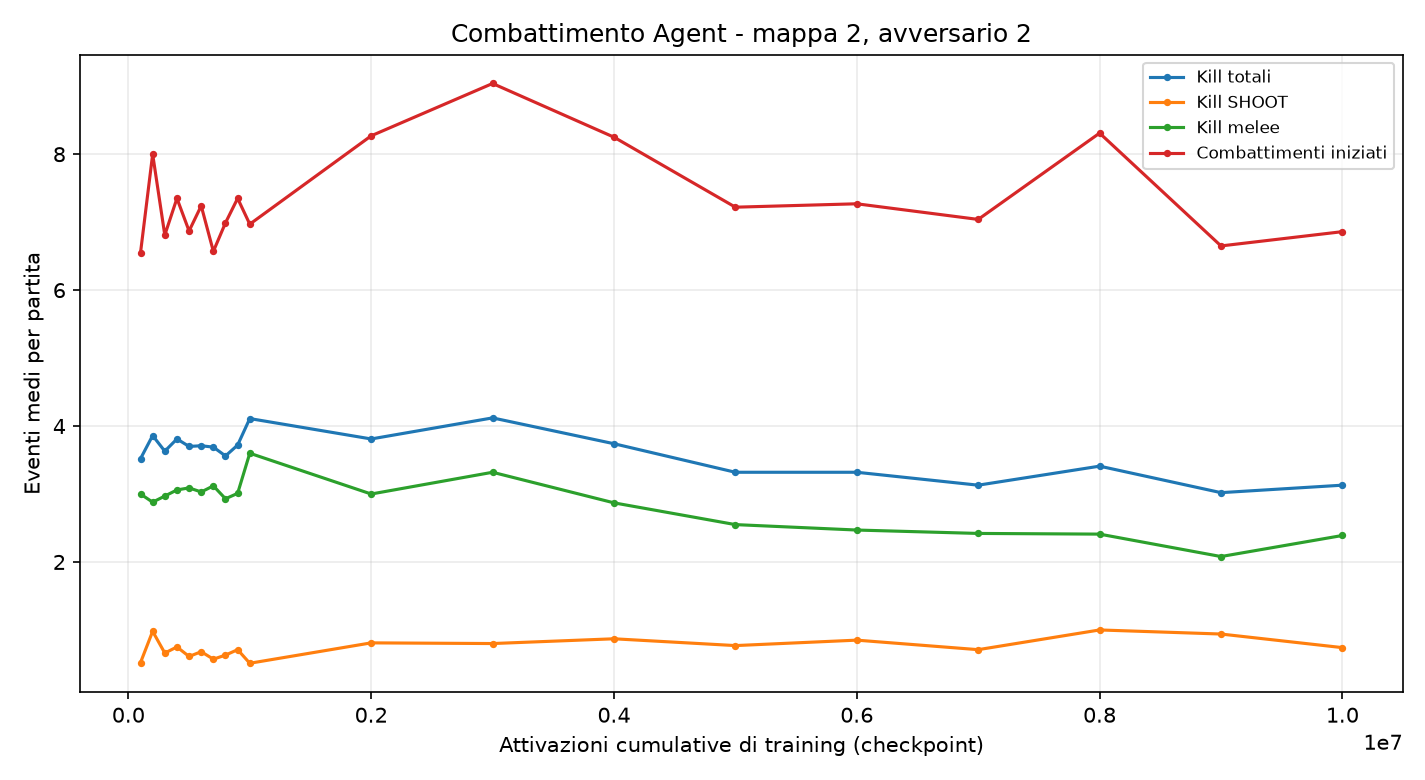 Combattimento Agent - mappa 2, avversario 2
Kill totali
Kill SHOOT
Kill melee
Combattimenti iniziati
Eventi medi per partita
8
6
4
2
0.0 0.2 0.4 0.6 0.8 1.0
1e7
Attivazioni cumulative di training (checkpoint)